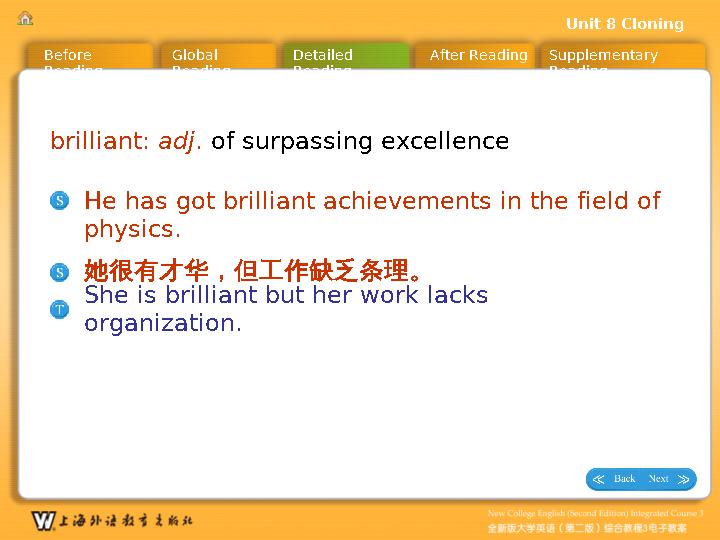 Unit 8 Cloning
Before Reading
Global Reading
Detailed Reading
After Reading
Supplementary Reading
brilliant: adj. of surpassing excellence
S
He has got brilliant achievements in the field of
physics.
S
她很有才华，但工作缺乏条理。
T
She is brilliant but her work lacks
organization.
Back Next
W 上海外语教育出版社
New College English (Second Edition) Integrated Course 3
全新版大学英语（第二版）综合教程3电子教案